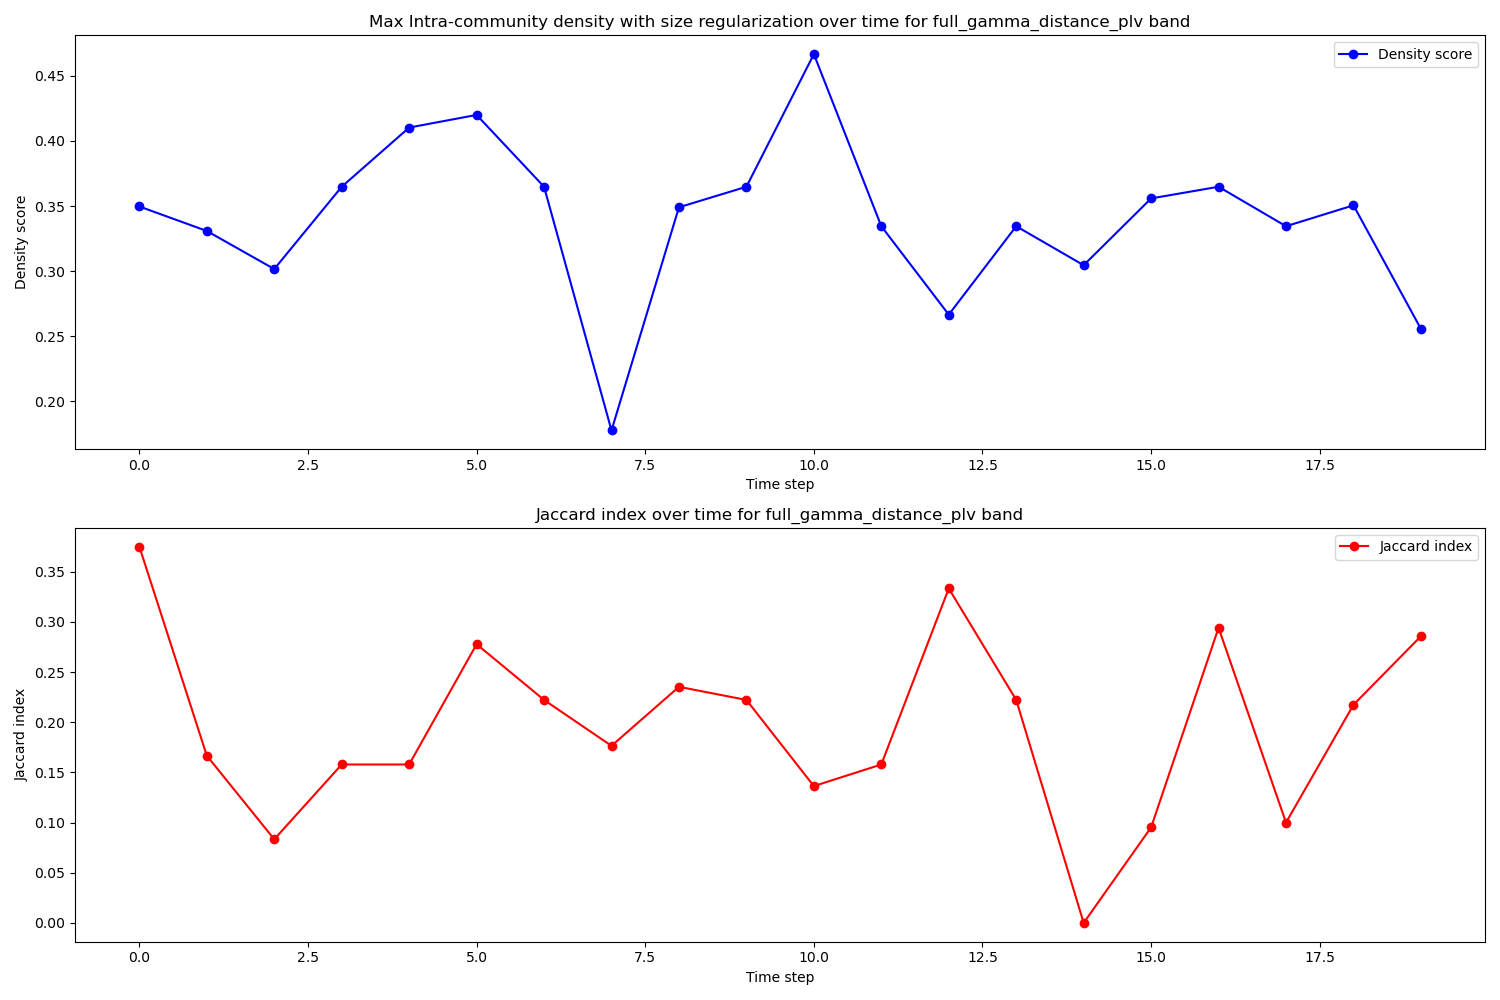 Max Intra-community density with size regularization over time for full_gamma_distance_plv band
Density score
0.45
0.40
0.35
0.30
0.25
0.20
Density score
0.0 2.5 5.0 7.5 10.0 12.5 15.0 17.5
Time step
Jaccard index over time for full_gamma_distance_plv band
Jaccard index
0.35
0.30
0.25
0.20
0.15
0.10
0.05
0.00
Jaccard index
0.0 2.5 5.0 7.5 10.0 12.5 15.0 17.5
Time step